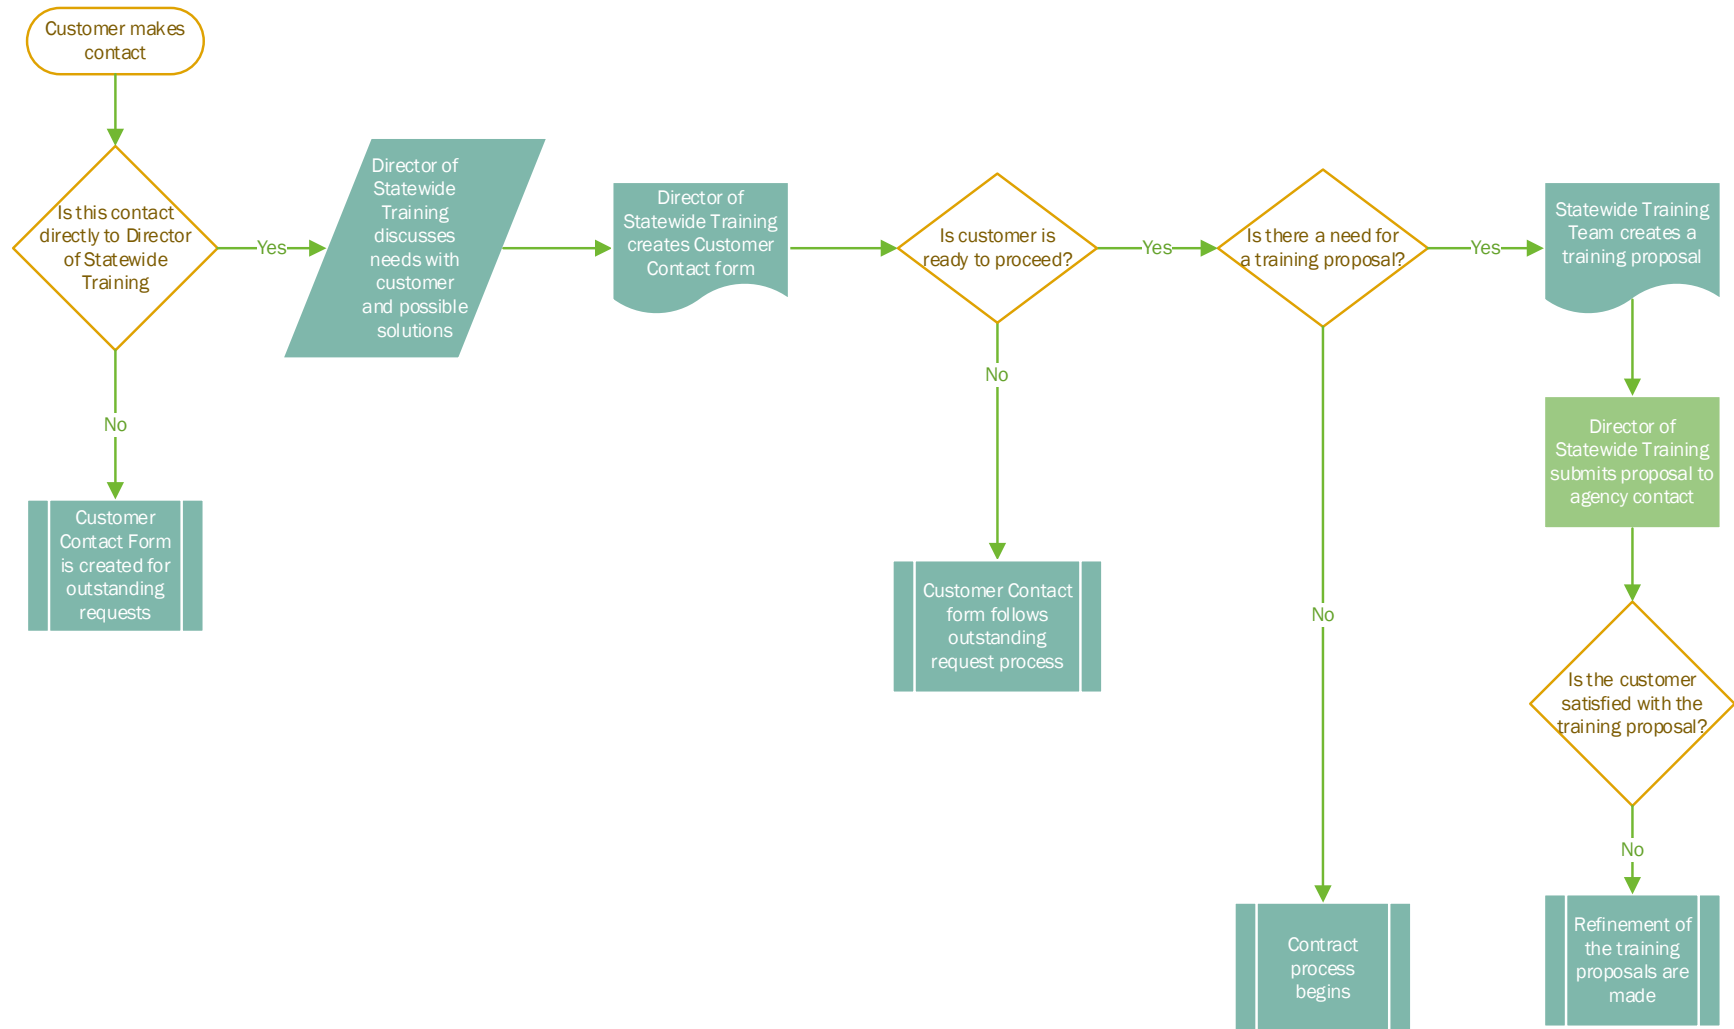 Customer makes
contact
Is this contact
directly to Director
of Statewide
Training
Yes
Director of
Statewide
Training
discusses
needs with
customer
and possible
solutions
Director of
Statewide Training
creates Customer
Contact form
Is customer is
ready to proceed?
Yes
Is there a need for
a training proposal?
Yes
Statewide Training
Team creates a
training proposal
No
Customer
Contact Form
is created for
outstanding
requests
No
Customer Contact
form follows
outstanding
request process
No
Contract
process
begins
Director of
Statewide Training
submits proposal to
agency contact
Is the customer
satisfied with the
training proposal?
No
Refinement of
the training
proposals are
made